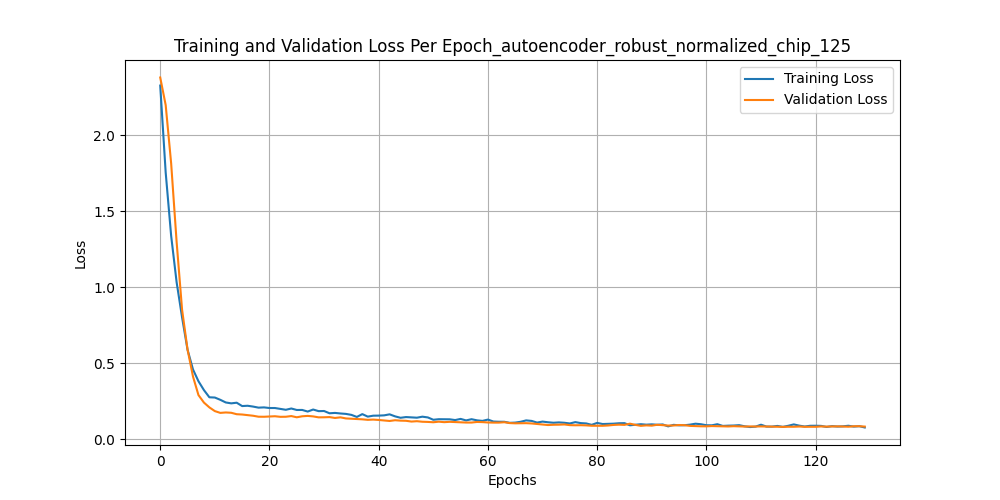 Training and Validation Loss Per Epoch_autoencoder_robust_normalized_chip_125
Training Loss
Validation Loss
2.0
1.5
1.0
0.5
0.0
Loss
0
20
40
60
80
100
120
Epochs